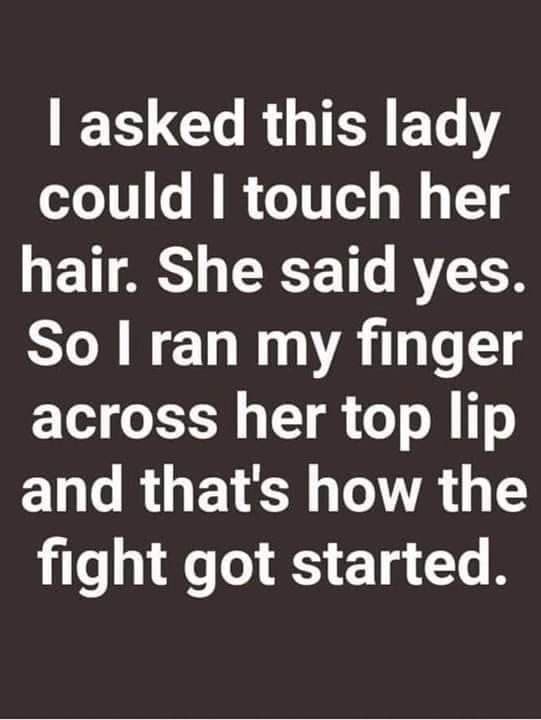 I asked this lady
could I touch her
hair. She said yes.
So I ran my finger
across her top lip
and that's how the
fight got started.